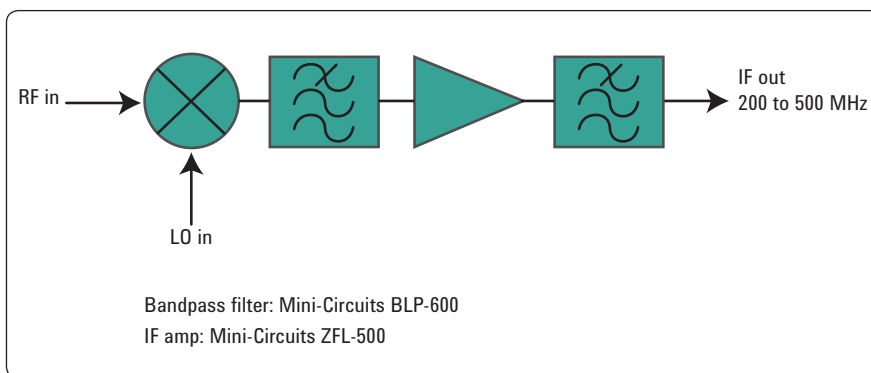 RF in
IF out
200 to 500 MHz
LO in
Bandpass filter: Mini-Circuits BLP-600
IF amp: Mini-Circuits ZFL-500